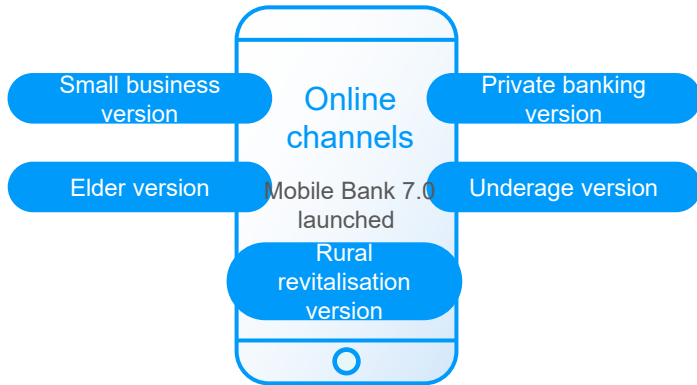 Small business
version
Online
channels
Private banking
version
Elder version
Mobile Bank 7.0
launched
Underage version
Rural
revitalisation
version